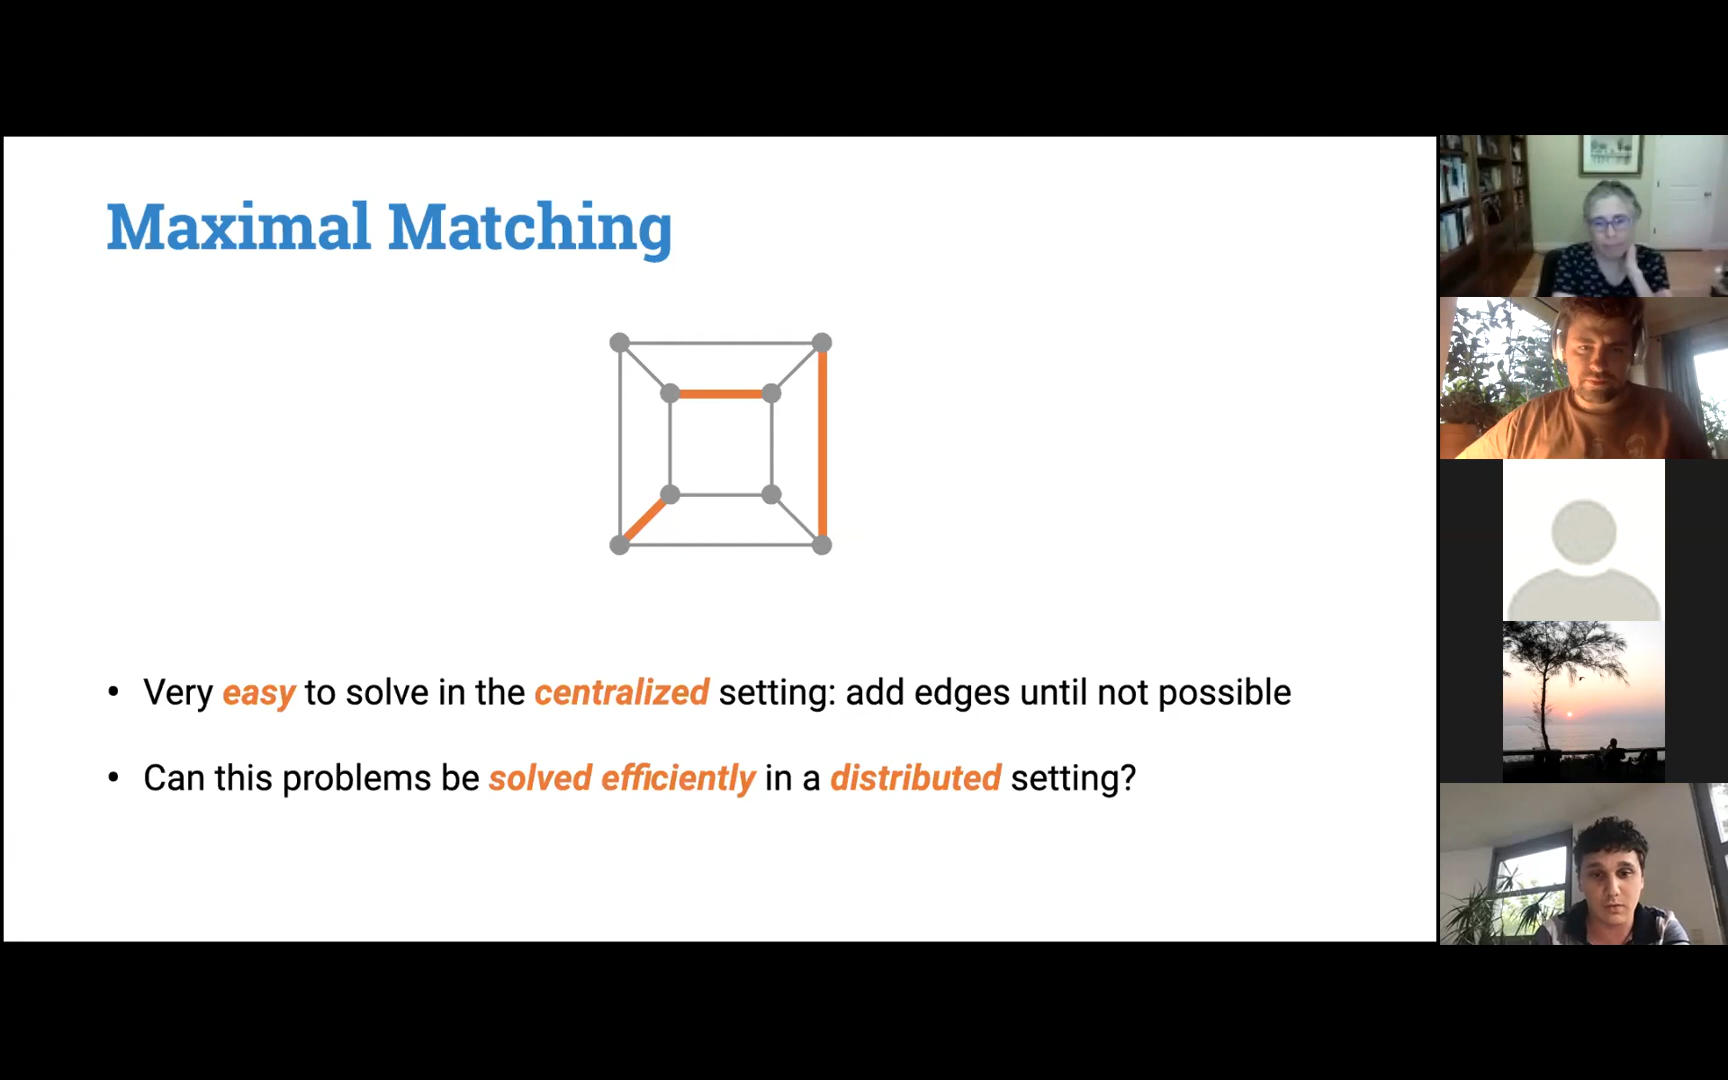 Maximal Matching
• Very easy to solve in the centralized setting: add edges until not possible
• Can this problems be solved efficiently in a distributed setting?